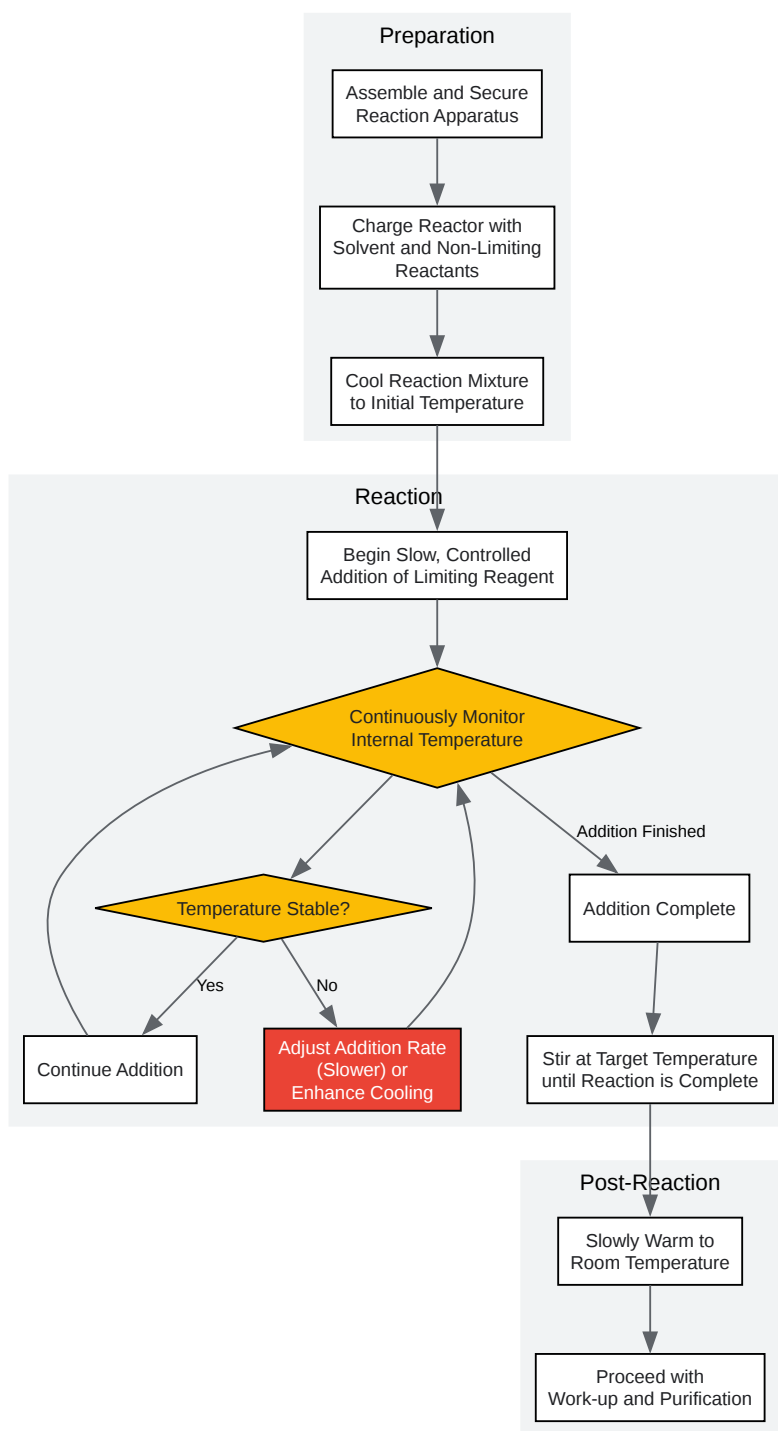 Preparation
Assemble and Secure
Reaction Apparatus
Charge Reactor with
Solvent and Non-Limiting
Reactants
Cool Reaction Mixture
to Initial Temperature
Reaction
Begin Slow, Controlled
Addition of Limiting Reagent
Continuously Monitor
Internal Temperature
Addition Finished
Temperature Stable?
Addition Complete
Yes
No
Continue Addition
Adjust Addition Rate
(Slower) or
Enhance Cooling
Stir at Target Temperature
until Reaction is Complete
Post-Reaction
Slowly Warm to
Room Temperature
Proceed with
Work-up and Purification